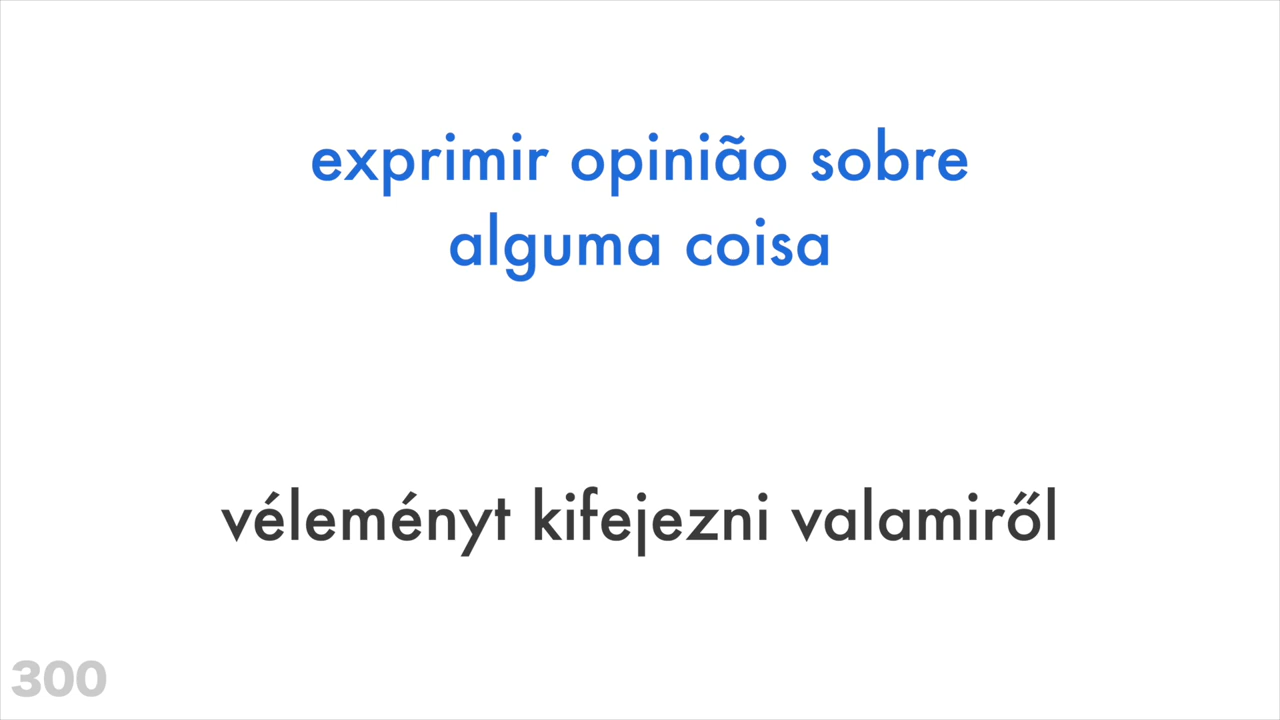 exprimir opinião sobre
alguma coisa
véleményt kifejezni valamiről
300